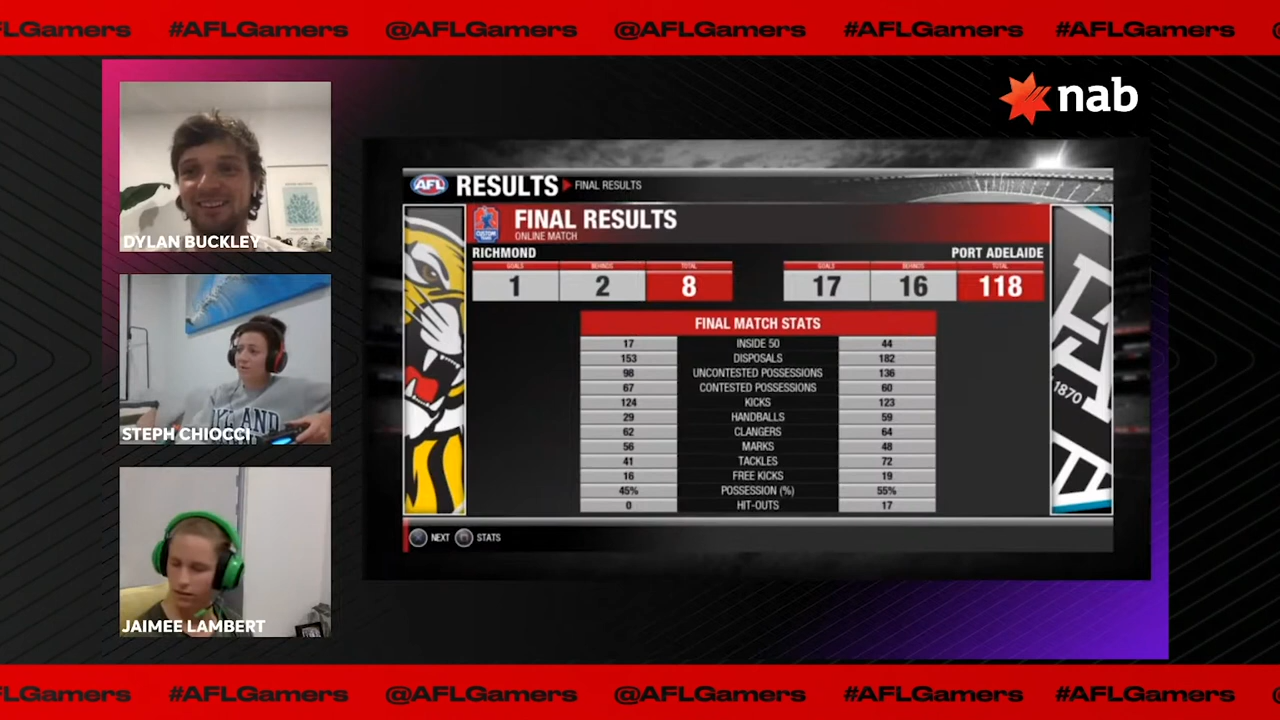 FLGamers #AFLGamers @AFLGamers @AFLGamers #AFLGamers #AFLGamers
nab
DYLAN BUCKLEY
STEPH CHIOCCI
JAIMEE LAMBERT
AFL RESULTS FINAL RESULTS
FINAL RESULTS
ONLINE MATCH
RICHMOND PORT ADELAIDE
GOALS BEHINDS TOTAL GOALS BEHINDS TOTAL
1 2 8 17 16 118
FINAL MATCH STATS
17 INSIDE 50 44
153 DISPOSALS 182
98 UNCONTESTED POSSESSIONS 136
67 CONTESTED POSSESSIONS 60
124 KICKS 123
29 HANDBALLS 59
62 CLANGERS 64
56 MARKS 48
41 TACKLES 72
16 FREE KICKS 19
45% POSSESSION (%) 55%
0 HIT-OUTS 17
1870
NEXT STATS
FLGamers #AFLGamers @AFLGamers @AFLGamers #AFLGamers #AFLGamers